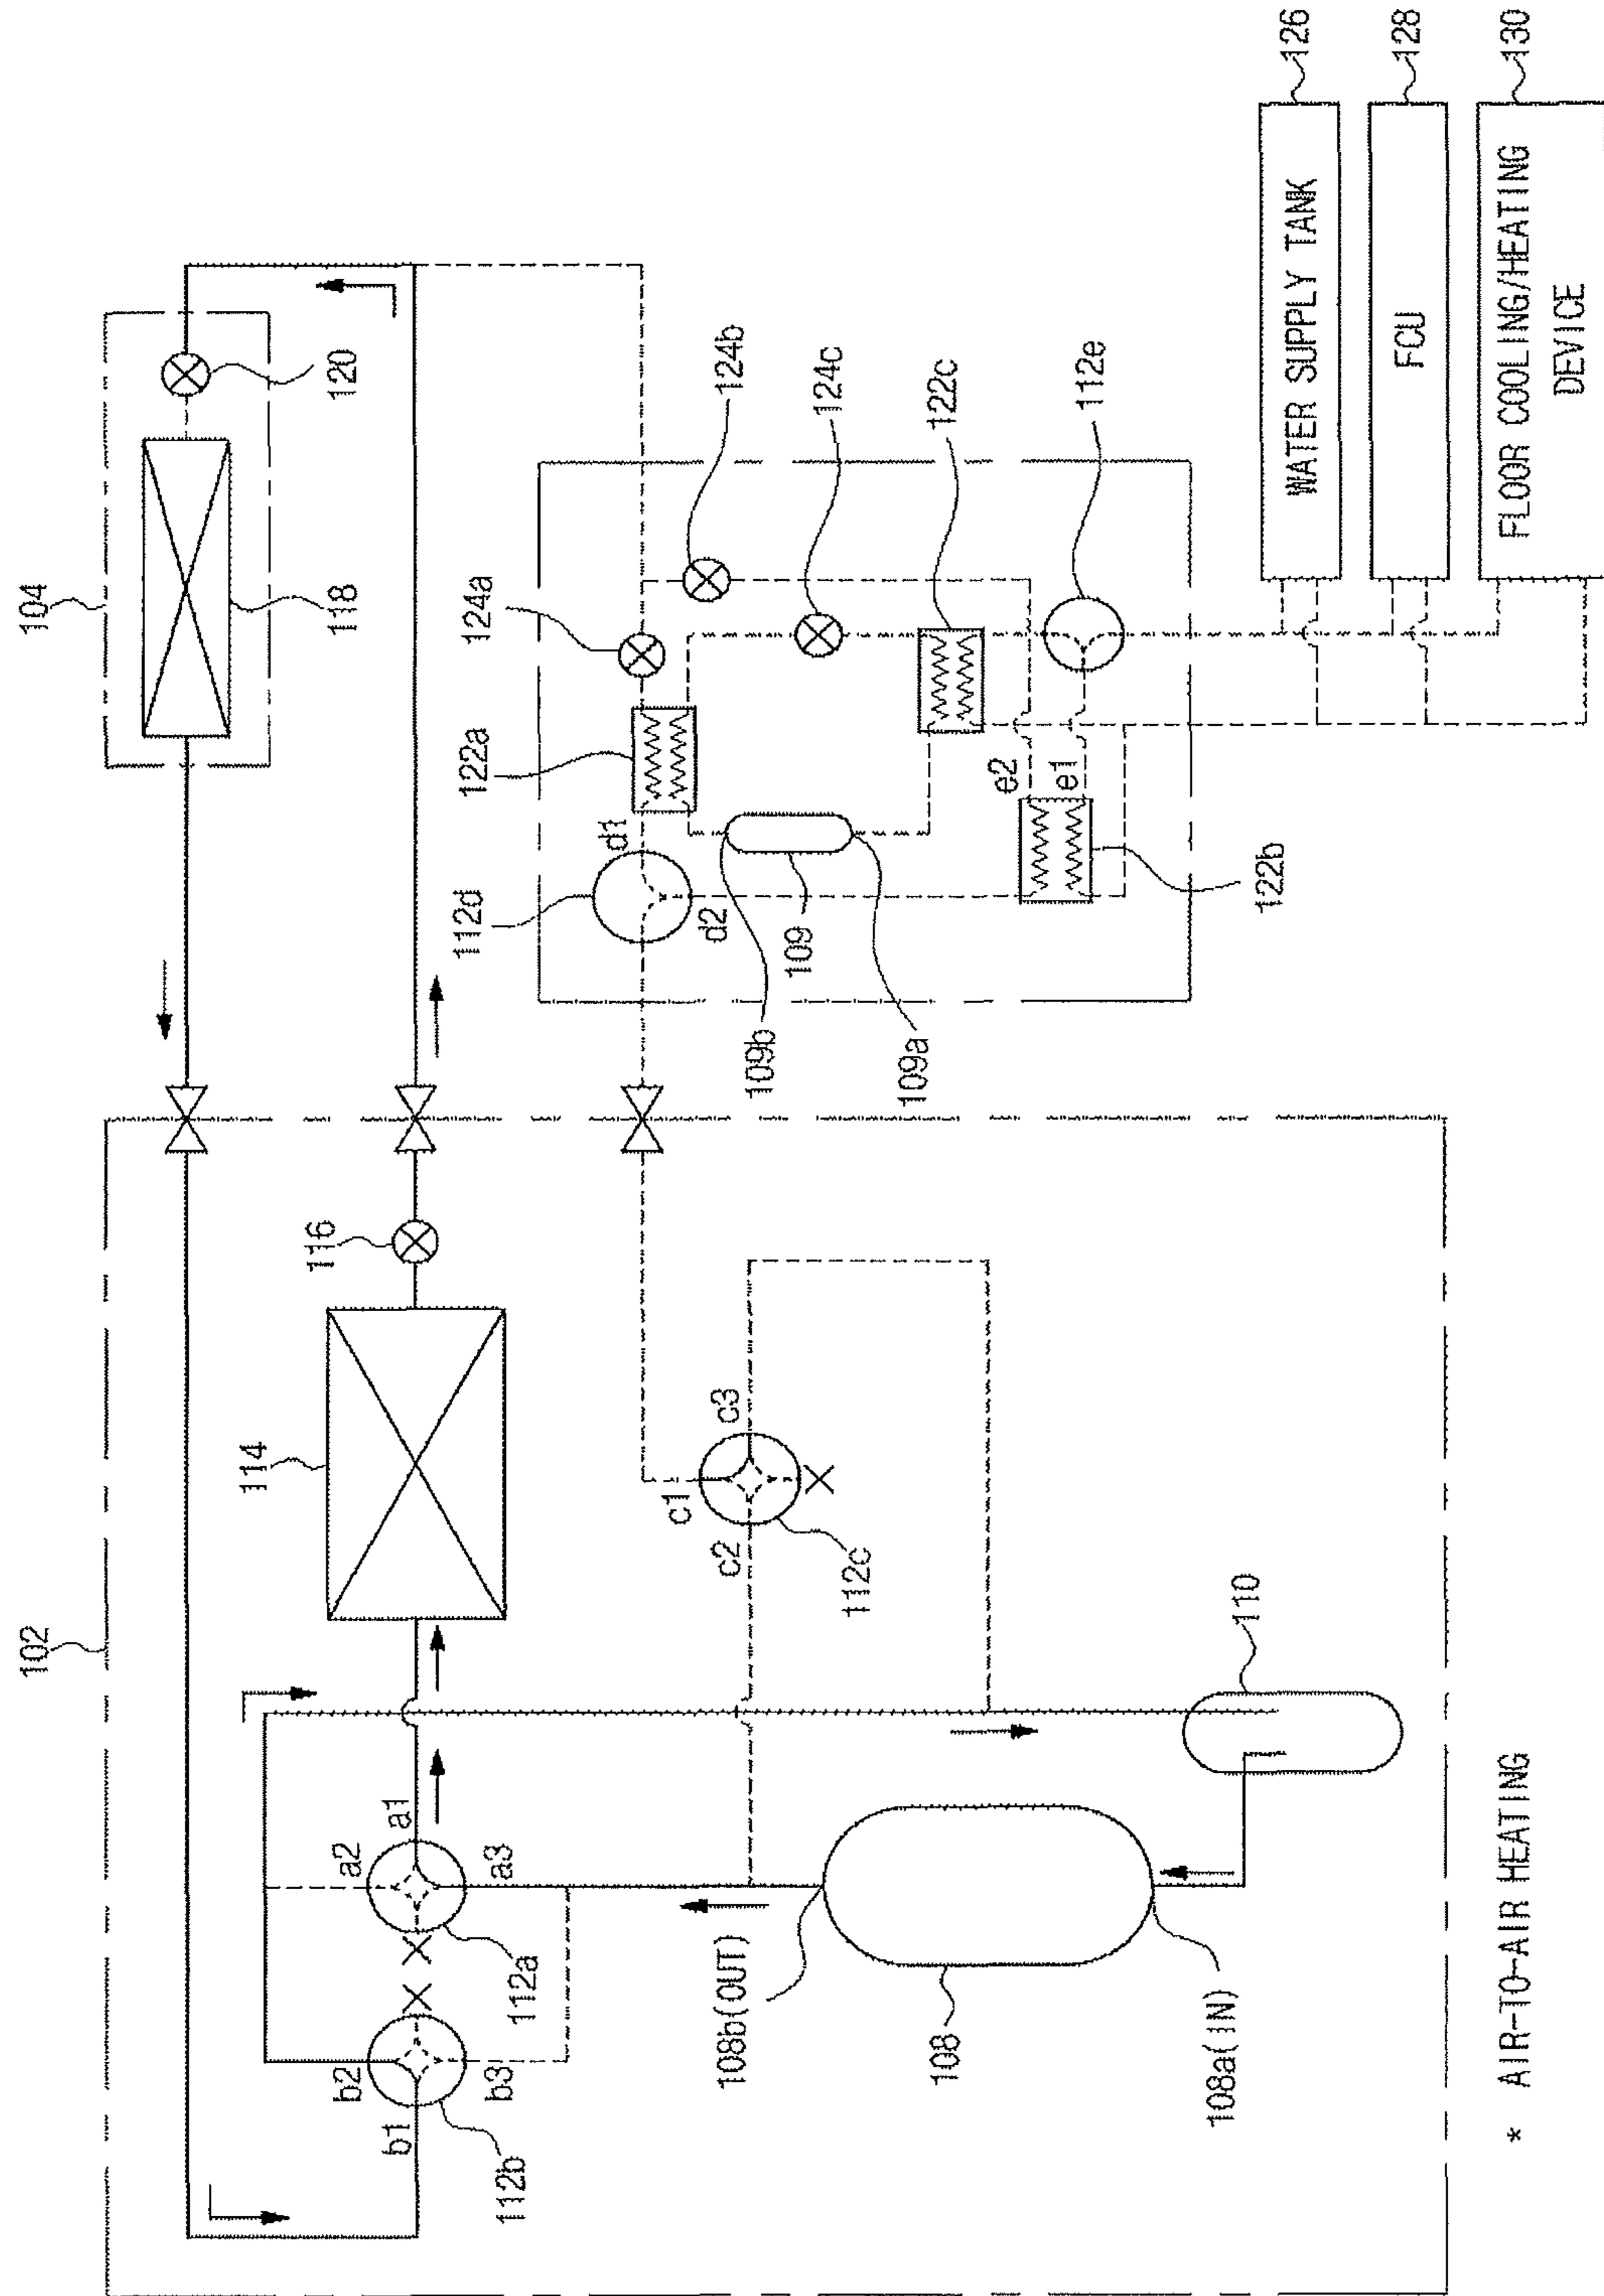 102
104
114
116
118
120
a1
a2
a3
112a
b1
b2
b3
112b
c1
c2
c3
112c
108b(OUT)
108
108a(IN)
110
112d
d1
d2
122a
124a
124b
124c
122c
112e
109b
109
109a
e2
e1
122b
WATER SUPPLY TANK
126
FCU
128
FLOOR COOLING/HEATING
DEVICE
130
* AIR-TO-AIR HEATING